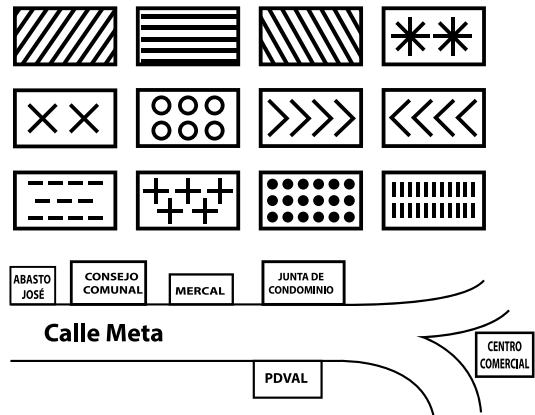 ABASTO
JOSÉ
CONSEJO
COMUNAL
MERCAL
JUNTA DE
CONDOMINIO
Calle Meta
CENTRO
COMERCIAL
PDVAL